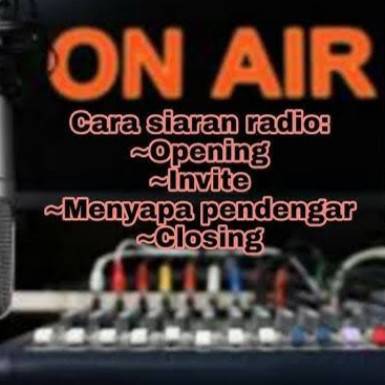 ON AIR
Cara siaran radio:
~Opening
~Invite
~Menyapa pendengar
~Closing